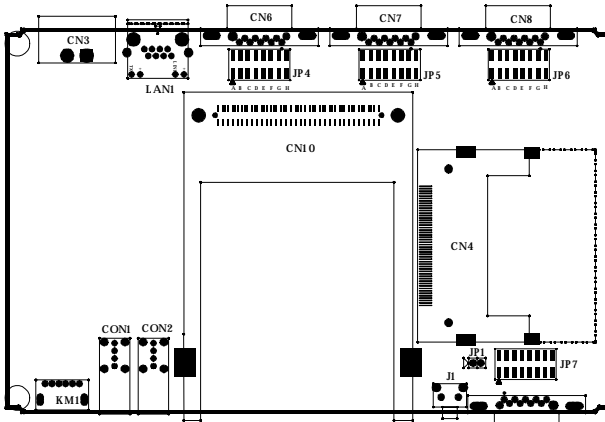 CN6
CN7
CN8
CN3
LAN1
JP4
JP5
JP6
A B C D E F G H
A B C D E F G H
A B C D E F G H
CN10
CN4
CON1
CON2
JP1
JP7
J1
KM1